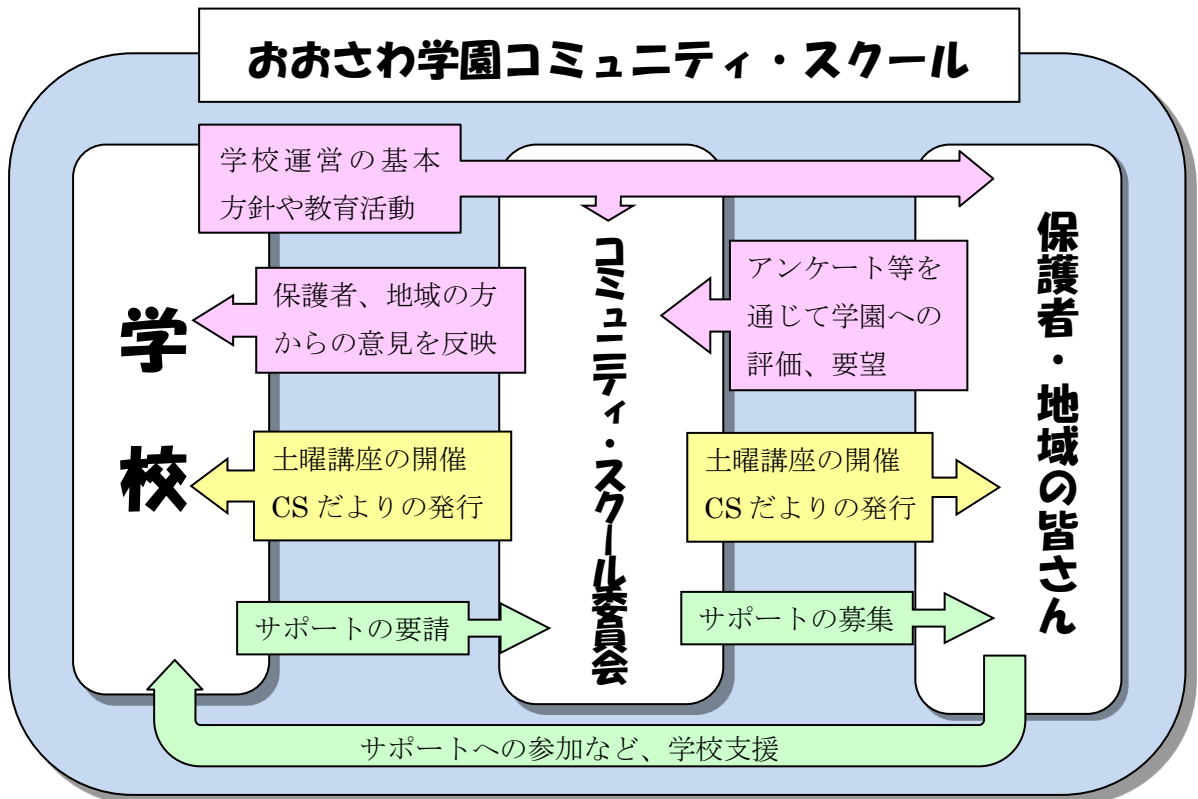 おおさわ学園コミュニティ・スクール
学校運営の基本
方針や教育活動
保護者、地域の方
からの意見を反映
アンケート等を
通じて学園への
評価、要望
学校
コミュニティ・スクール委員会
保護者・地域の皆さん
土曜講座の開催
CSだよりの発行
土曜講座の開催
CSだよりの発行
サポートの要請
サポートの募集
サポートへの参加など、学校支援